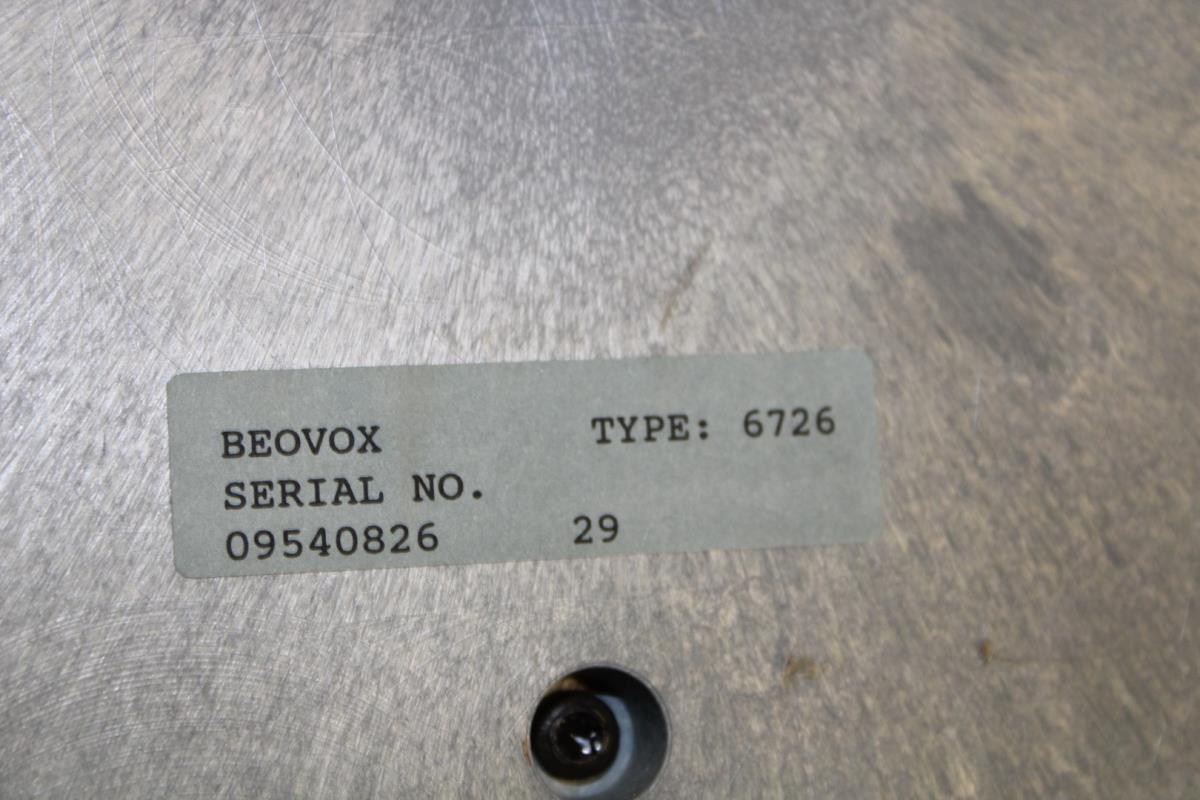 BEOVOX TYPE: 6726
SERIAL NO.
09540826 29